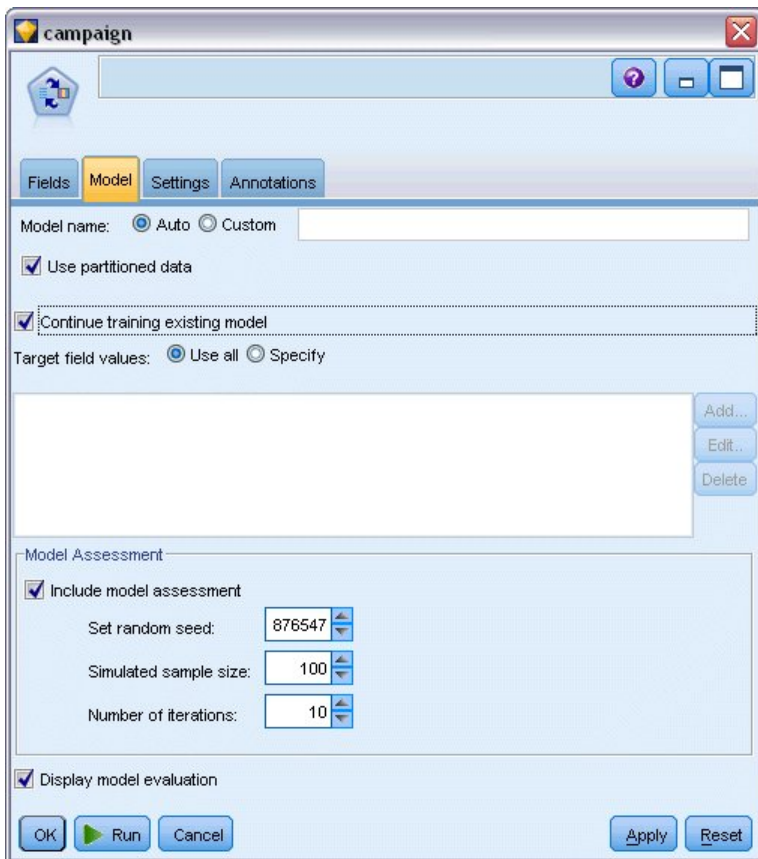 campaign
Fields Model Settings Annotations
Model name: Auto Custom
Use partitioned data
Continue training existing model
Target field values: Use all Specify
Add...
Edit..
Delete
Model Assessment
Include model assessment
Set random seed: 876547
Simulated sample size: 100
Number of iterations: 10
Display model evaluation
OK Run Cancel Apply Reset